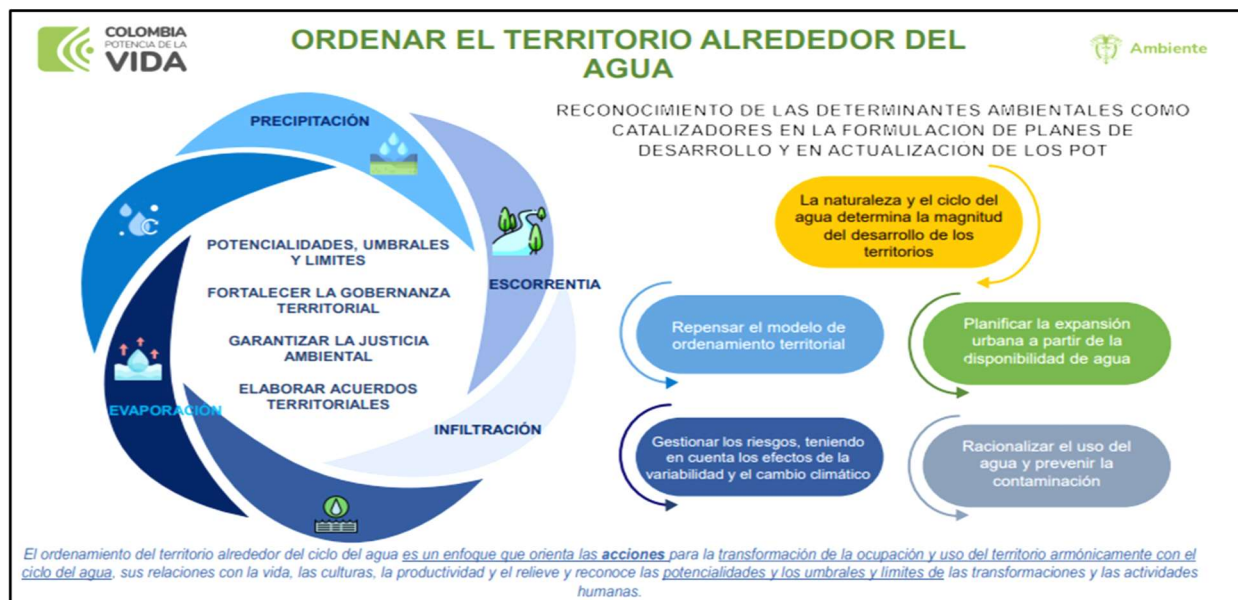 COLOMBIA
POTENCIA DE LA
VIDA
ORDENAR EL TERRITORIO ALREDEDOR DEL
AGUA
Ambiente
RECONOCIMIENTO DE LAS DETERMINANTES AMBIENTALES COMO
CATALIZADORES EN LA FORMULACION DE PLANES DE
DESARROLLO Y EN ACTUALIZACION DE LOS POT
PRECIPITACIÓN
ESCORRENTIA
INFILTRACIÓN
EVAPORACIÓN
POTENCIALIDADES, UMBRALES
Y LIMITES
FORTALECER LA GOBERNANZA
TERRITORIAL
GARANTIZAR LA JUSTICIA
AMBIENTAL
ELABORAR ACUERDOS
TERRITORIALES
La naturaleza y el ciclo del
agua determina la magnitud
del desarrollo de los
territorios
Repensar el modelo de
ordenamiento territorial
Planificar la expansión
urbana a partir de la
disponibilidad de agua
Gestionar los riesgos, teniendo
en cuenta los efectos de la
variabilidad y el cambio climático
Racionalizar el uso del
agua y prevenir la
contaminación
El ordenamiento del territorio alrededor del ciclo del agua es un enfoque que orienta las acciones para la transformación de la ocupación y uso del territorio armónicamente con el
ciclo del agua, sus relaciones con la vida, las culturas, la productividad y el relieve y reconoce las potencialidades y los umbrales y límites de las transformaciones y las actividades
humanas.